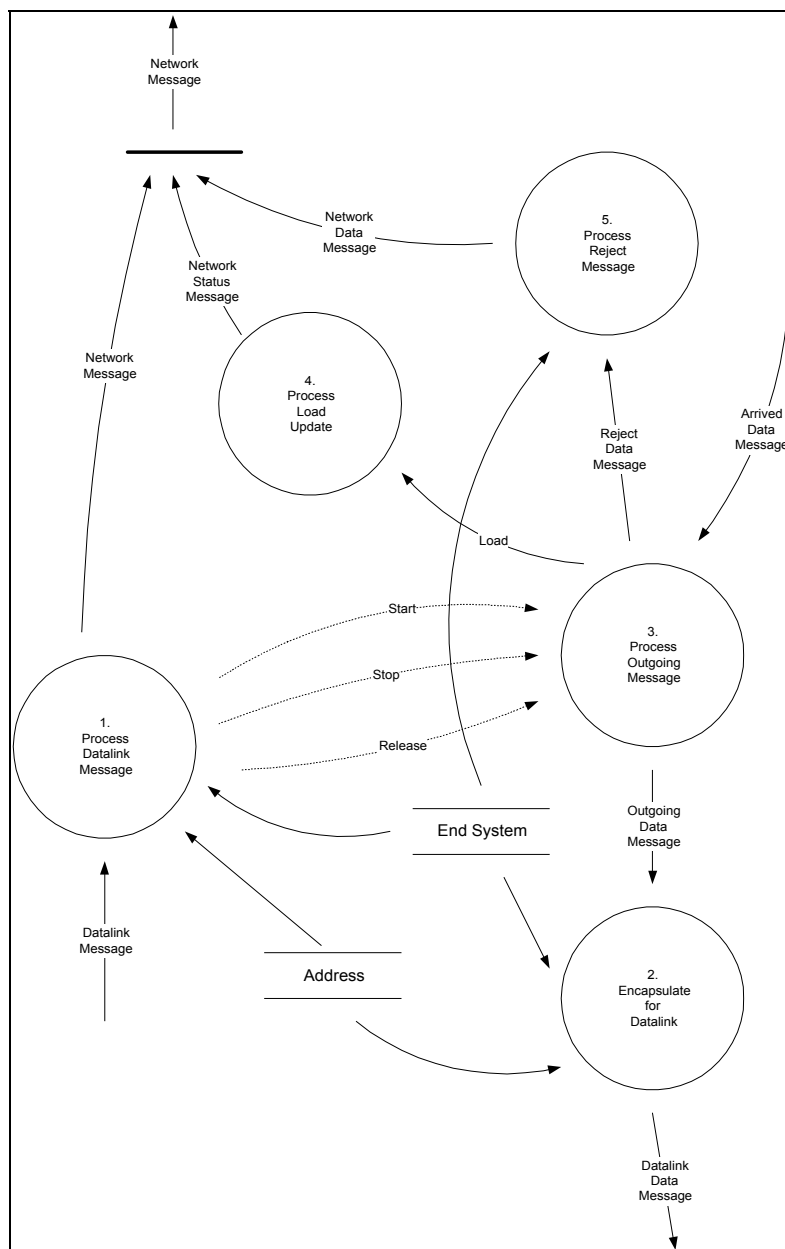 Network
Message
5.
Process
Reject
Message
Network
Data
Message
Network
Status
Message
Network
Message
4.
Process
Load
Update
Reject
Data
Message
Arrived
Data
Message
Load
Start
3.
Process
Outgoing
Message
Stop
1.
Process
Datalink
Message
Release
End System
Outgoing
Data
Message
Datalink
Message
Address
2.
Encapsulate
for
Datalink
Datalink
Data
Message